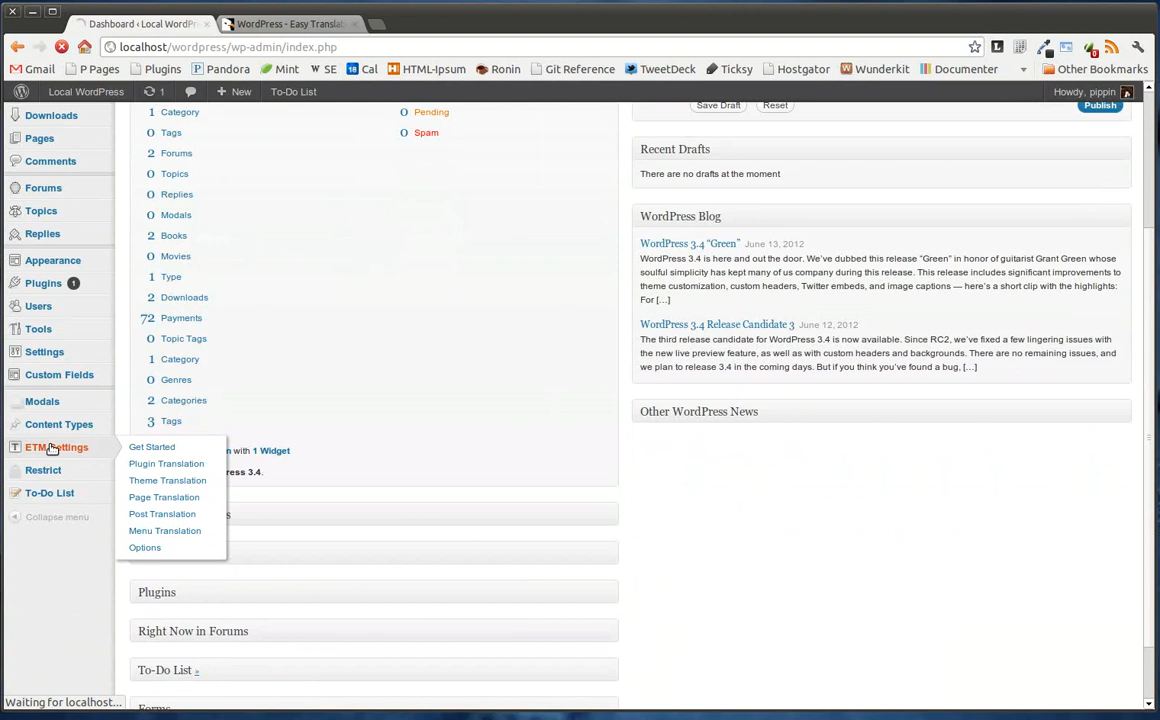 Dashboard ‹ Local WordPr
WordPress - Easy Translat
localhost/wordpress/wp-admin/index.php
Gmail P Pages Plugins Pandora Mint SE Cal HTML-Ipsum Ronin Git Reference TweetDeck Ticksy Hostgator Wunderkit Documenter Other Bookmarks
Local WordPress 1 + New To-Do List Howdy, pippin
Downloads
Pages
Comments
Forums
Topics
Replies
Appearance
Plugins 1
Users
Tools
Settings
Custom Fields
Modals
Content Types
ETM Settings
Restrict
To-Do List
Collapse menu
Get Started
Plugin Translation
Theme Translation
Page Translation
Post Translation
Menu Translation
Options
1 Category
0 Pending
0 Tags
0 Spam
2 Forums
0 Topics
0 Replies
0 Modals
2 Books
0 Movies
1 Type
2 Downloads
72 Payments
0 Topic Tags
1 Category
0 Genres
2 Categories
3 Tags
with 1 Widget
ress 3.4.
Plugins
Right Now in Forums
To-Do List »
Forms
Save Draft Reset Publish
Recent Drafts
There are no drafts at the moment
WordPress Blog
WordPress 3.4 “Green” June 13, 2012
WordPress 3.4 is here and out the door. We’ve dubbed this release “Green” in honor of guitarist Grant Green whose
soulful simplicity has kept many of us company during this release. This release includes significant improvements to
theme customization, custom headers, Twitter embeds, and image captions — here’s a short clip with the highlights:
For […]
WordPress 3.4 Release Candidate 3 June 12, 2012
The third release candidate for WordPress 3.4 is now available. Since RC2, we’ve fixed a few lingering issues with
the new live preview feature, as well as with custom headers and backgrounds. There are no remaining issues, and
we plan to release 3.4 in the coming days. But if you think you’ve found a bug, […]
Other WordPress News
Waiting for localhost...